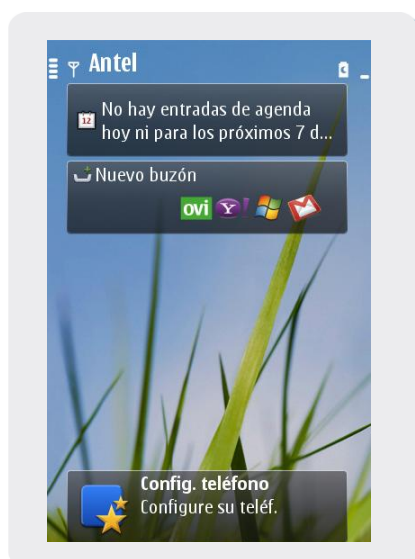 Antel
12
No hay entradas de agenda
hoy ni para los próximos 7 d...
Nuevo buzón
ovi Y!
Config. teléfono
Configure su teléf.